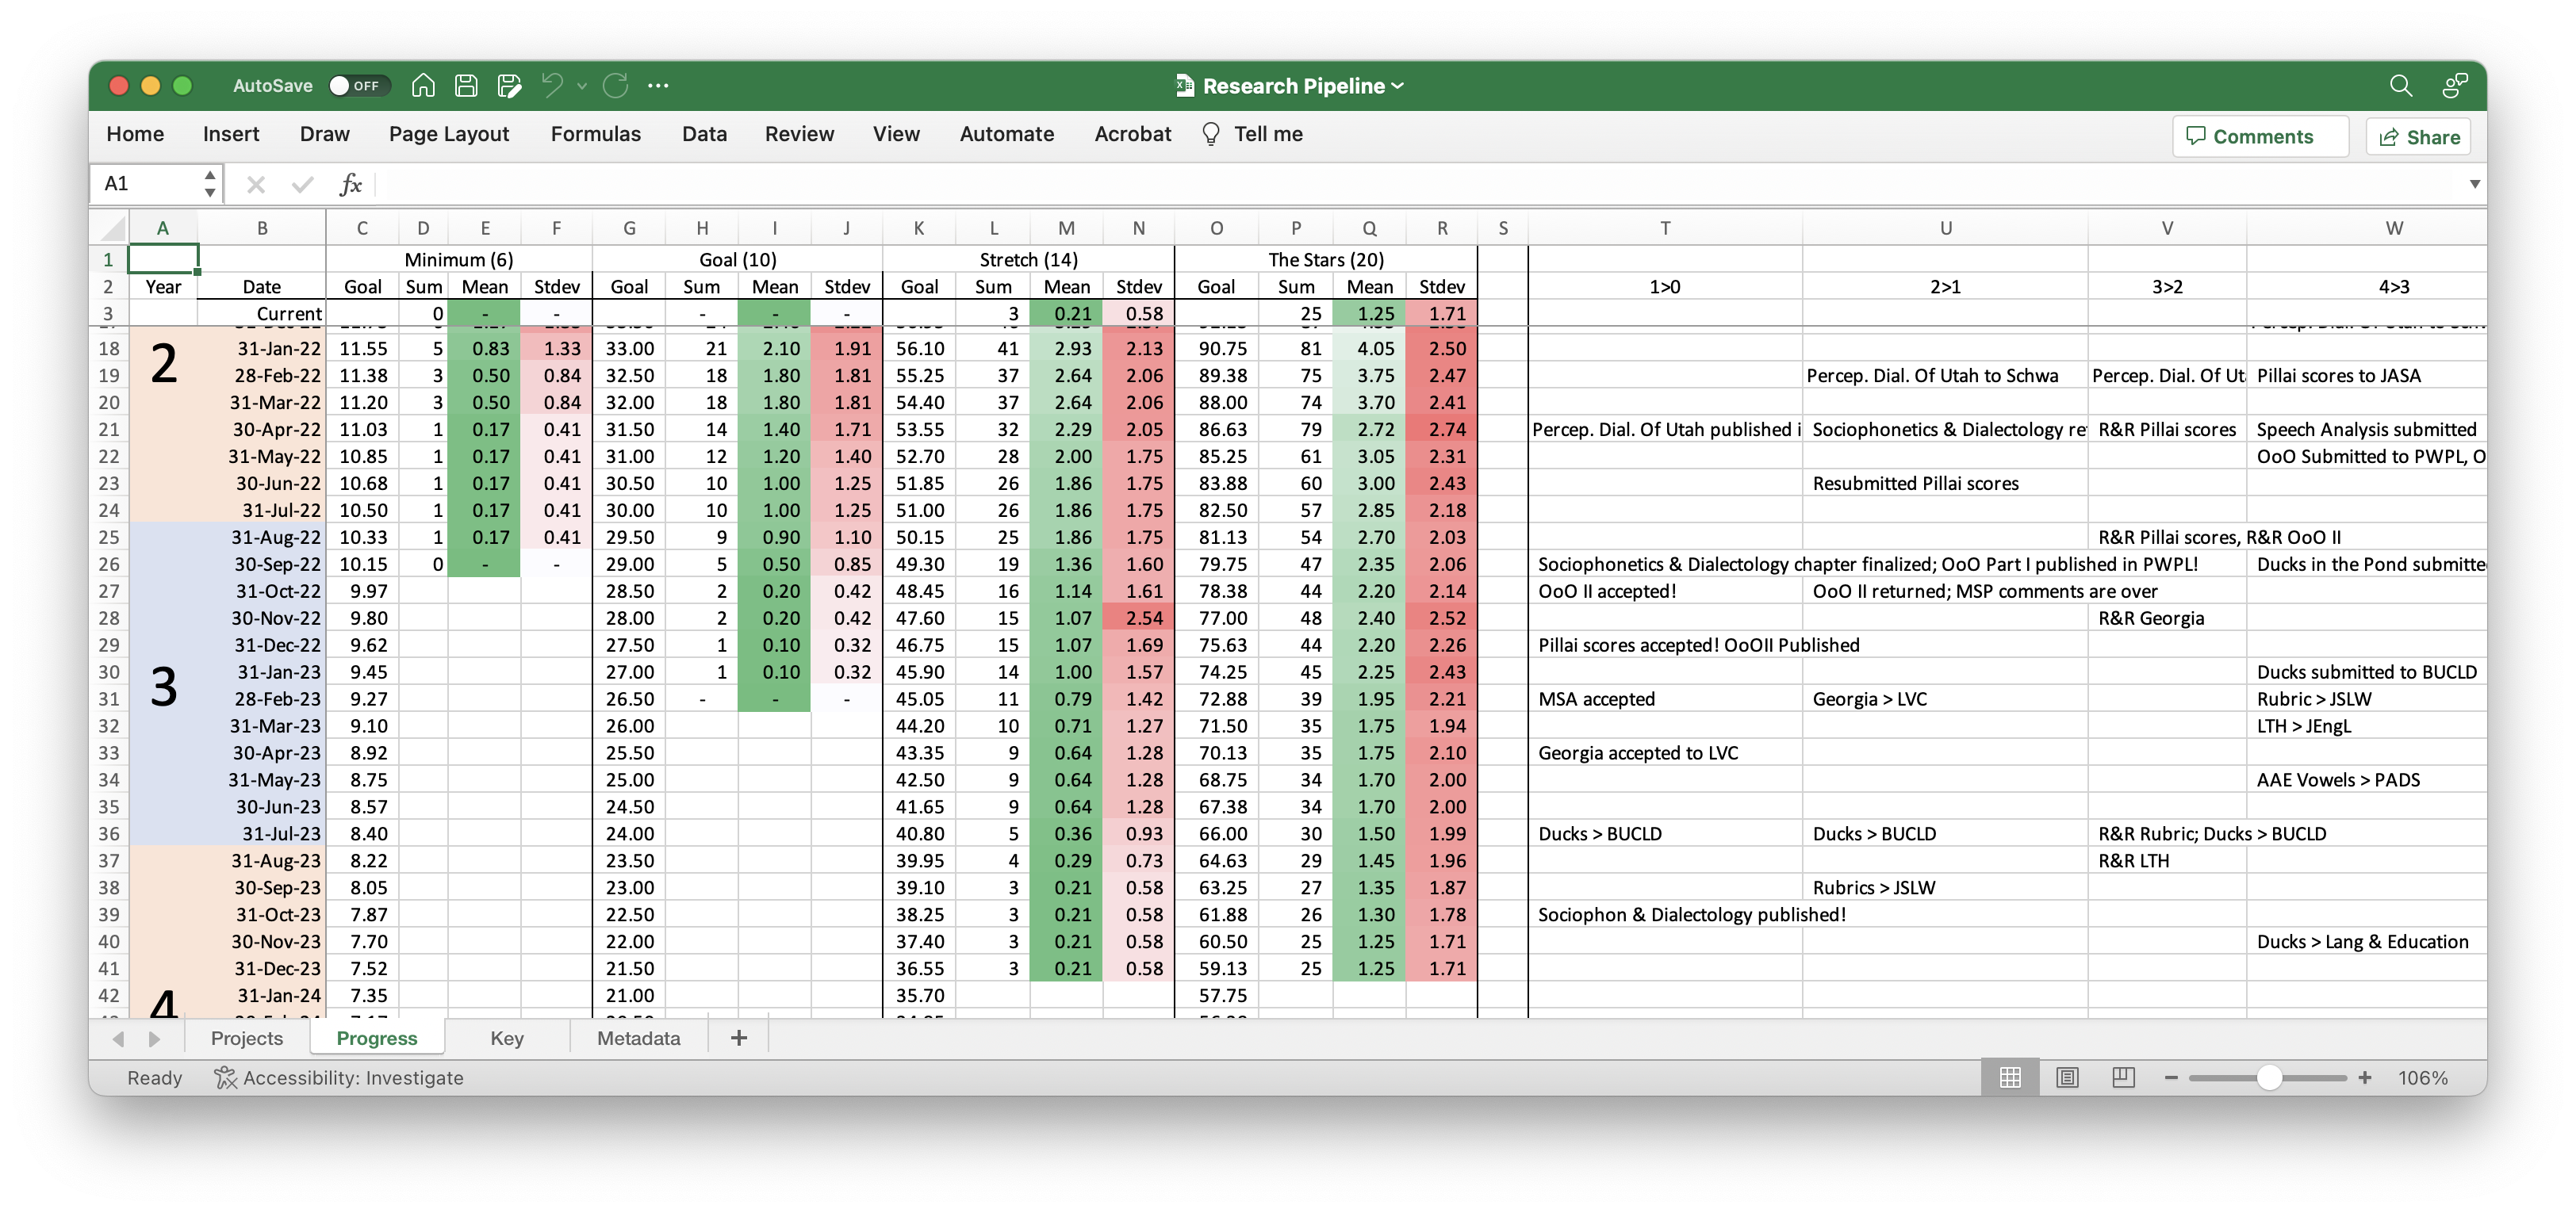 AutoSave OFF Research Pipeline
Home Insert Draw Page Layout Formulas Data Review View Automate Acrobat Tell me Comments Share
A1 fx
A B C D E F G H I J K L M N O P Q R S T U V W
1 Minimum (6) Goal (10) Stretch (14) The Stars (20)
2 Year Date Goal Sum Mean Stdev Goal Sum Mean Stdev Goal Sum Mean Stdev Goal Sum Mean Stdev 1>0 2>1 3>2 4>3
3 Current 0 - - - - - 3 0.21 0.58 25 1.25 1.71
18 2 31-Jan-22 11.55 5 0.83 1.33 33.00 21 2.10 1.91 56.10 41 2.93 2.13 90.75 81 4.05 2.50
19 28-Feb-22 11.38 3 0.50 0.84 32.50 18 1.80 1.81 55.25 37 2.64 2.06 89.38 75 3.75 2.47 Percep. Dial. Of Utah to Schwa Percep. Dial. Of Ut Pillai scores to JASA
20 31-Mar-22 11.20 3 0.50 0.84 32.00 18 1.80 1.81 54.40 37 2.64 2.06 88.00 74 3.70 2.41
21 30-Apr-22 11.03 1 0.17 0.41 31.50 14 1.40 1.71 53.55 32 2.29 2.05 86.63 79 2.72 2.74 Percep. Dial. Of Utah published i Sociophonetics & Dialectology re R&R Pillai scores Speech Analysis submitted
22 31-May-22 10.85 1 0.17 0.41 31.00 12 1.20 1.40 52.70 28 2.00 1.75 85.25 61 3.05 2.31 OoO Submitted to PWPL, O
23 30-Jun-22 10.68 1 0.17 0.41 30.50 10 1.00 1.25 51.85 26 1.86 1.75 83.88 60 3.00 2.43 Resubmitted Pillai scores
24 31-Jul-22 10.50 1 0.17 0.41 30.00 10 1.00 1.25 51.00 26 1.86 1.75 82.50 57 2.85 2.18
25 31-Aug-22 10.33 1 0.17 0.41 29.50 9 0.90 1.10 50.15 25 1.86 1.75 81.13 54 2.70 2.03 R&R Pillai scores, R&R OoO II
26 30-Sep-22 10.15 0 - - 29.00 5 0.50 0.85 49.30 19 1.36 1.60 79.75 47 2.35 2.06 Sociophonetics & Dialectology chapter finalized; OoO Part I published in PWPL! Ducks in the Pond submitte
27 31-Oct-22 9.97 28.50 2 0.20 0.42 48.45 16 1.14 1.61 78.38 44 2.20 2.14 OoO II accepted! OoO II returned; MSP comments are over
28 30-Nov-22 9.80 28.00 2 0.20 0.42 47.60 15 1.07 2.54 77.00 48 2.40 2.52 R&R Georgia
29 31-Dec-22 9.62 27.50 1 0.10 0.32 46.75 15 1.07 1.69 75.63 44 2.20 2.26 Pillai scores accepted! OoOII Published
30 3 31-Jan-23 9.45 27.00 1 0.10 0.32 45.90 14 1.00 1.57 74.25 45 2.25 2.43 Ducks submitted to BUCLD
31 28-Feb-23 9.27 26.50 - - - 45.05 11 0.79 1.42 72.88 39 1.95 2.21 MSA accepted Georgia > LVC Rubric > JSLW
32 31-Mar-23 9.10 26.00 44.20 10 0.71 1.27 71.50 35 1.75 1.94 LTH > JEngL
33 30-Apr-23 8.92 25.50 43.35 9 0.64 1.28 70.13 35 1.75 2.10 Georgia accepted to LVC
34 31-May-23 8.75 25.00 42.50 9 0.64 1.28 68.75 34 1.70 2.00 AAE Vowels > PADS
35 30-Jun-23 8.57 24.50 41.65 9 0.64 1.28 67.38 34 1.70 2.00
36 31-Jul-23 8.40 24.00 40.80 5 0.36 0.93 66.00 30 1.50 1.99 Ducks > BUCLD Ducks > BUCLD R&R Rubric; Ducks > BUCLD
37 31-Aug-23 8.22 23.50 39.95 4 0.29 0.73 64.63 29 1.45 1.96 R&R LTH
38 30-Sep-23 8.05 23.00 39.10 3 0.21 0.58 63.25 27 1.35 1.87 Rubrics > JSLW
39 31-Oct-23 7.87 22.50 38.25 3 0.21 0.58 61.88 26 1.30 1.78 Sociophon & Dialectology published!
40 30-Nov-23 7.70 22.00 37.40 3 0.21 0.58 60.50 25 1.25 1.71 Ducks > Lang & Education
41 31-Dec-23 7.52 21.50 36.55 3 0.21 0.58 59.13 25 1.25 1.71
42 4 31-Jan-24 7.35 21.00 35.70 57.75
Projects Progress Key Metadata +
Ready Accessibility: Investigate 106%